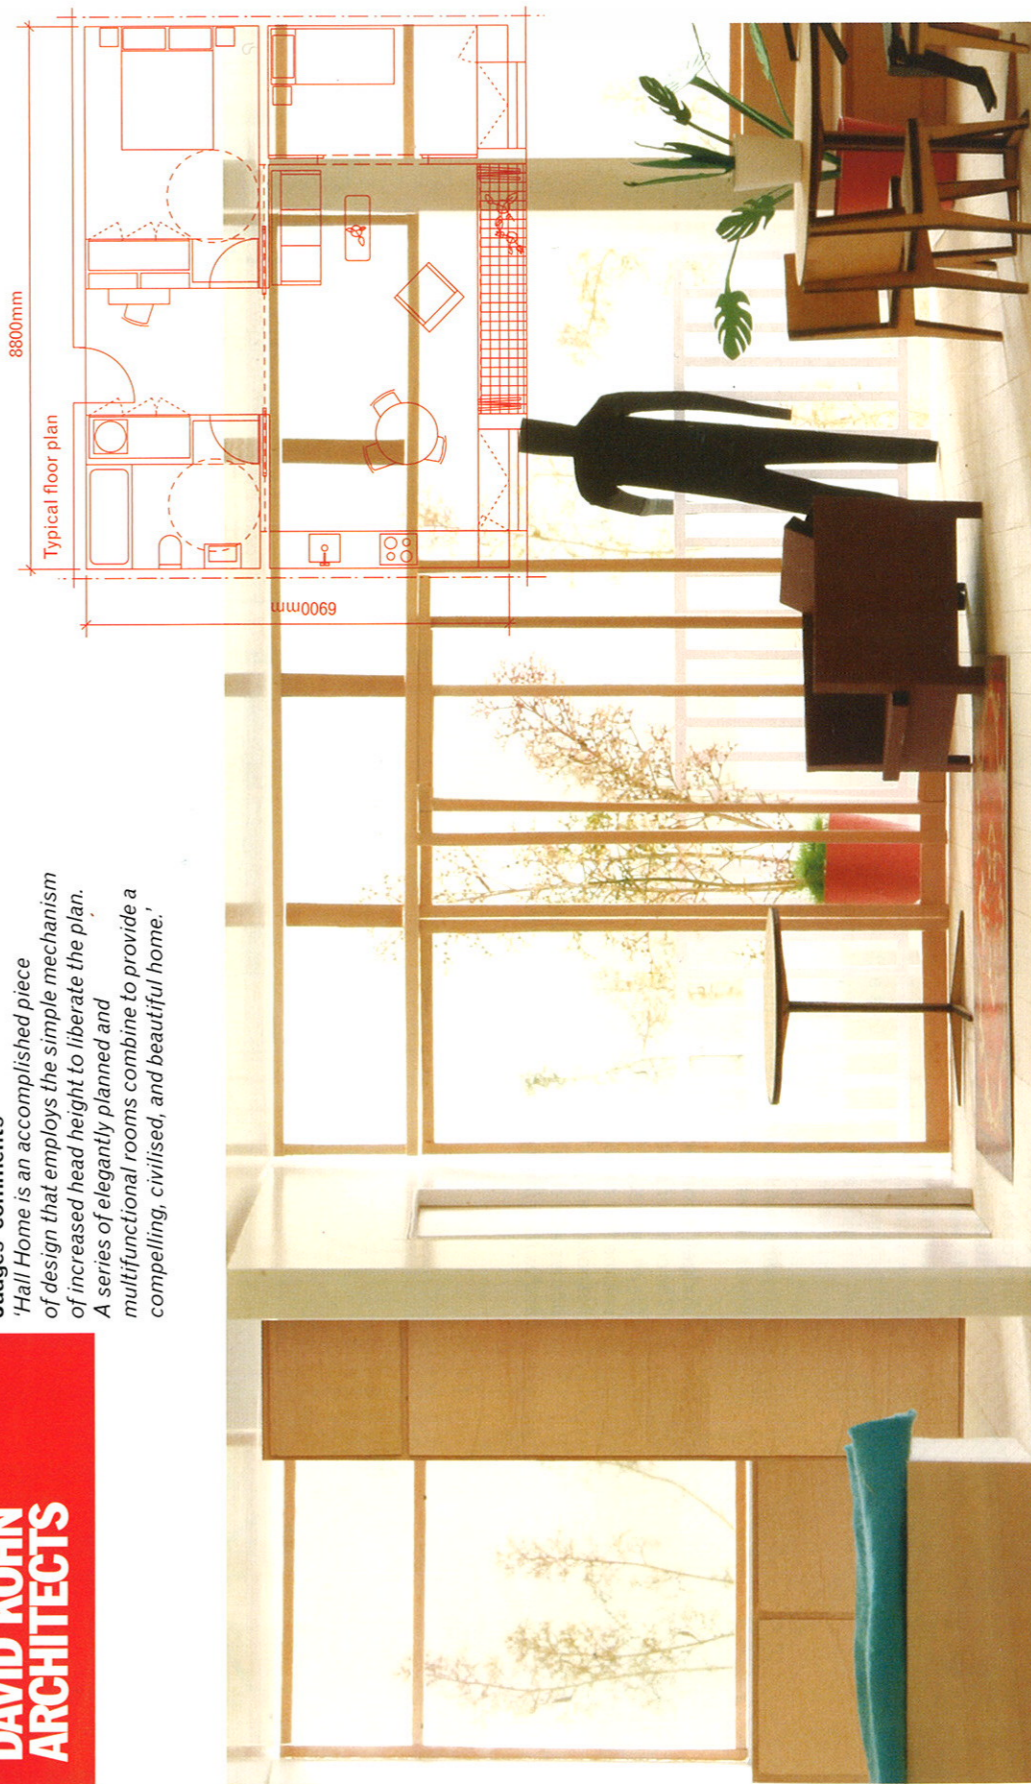 DAVID KOHN
ARCHITECTS
Judges' comments
'Hall Home is an accomplished piece
of design that employs the simple mechanism
of increased head height to liberate the plan.
A series of elegantly planned and
multifunctional rooms combine to provide a
compelling, civilised, and beautiful home.'
Typical floor plan
8800mm
6900mm